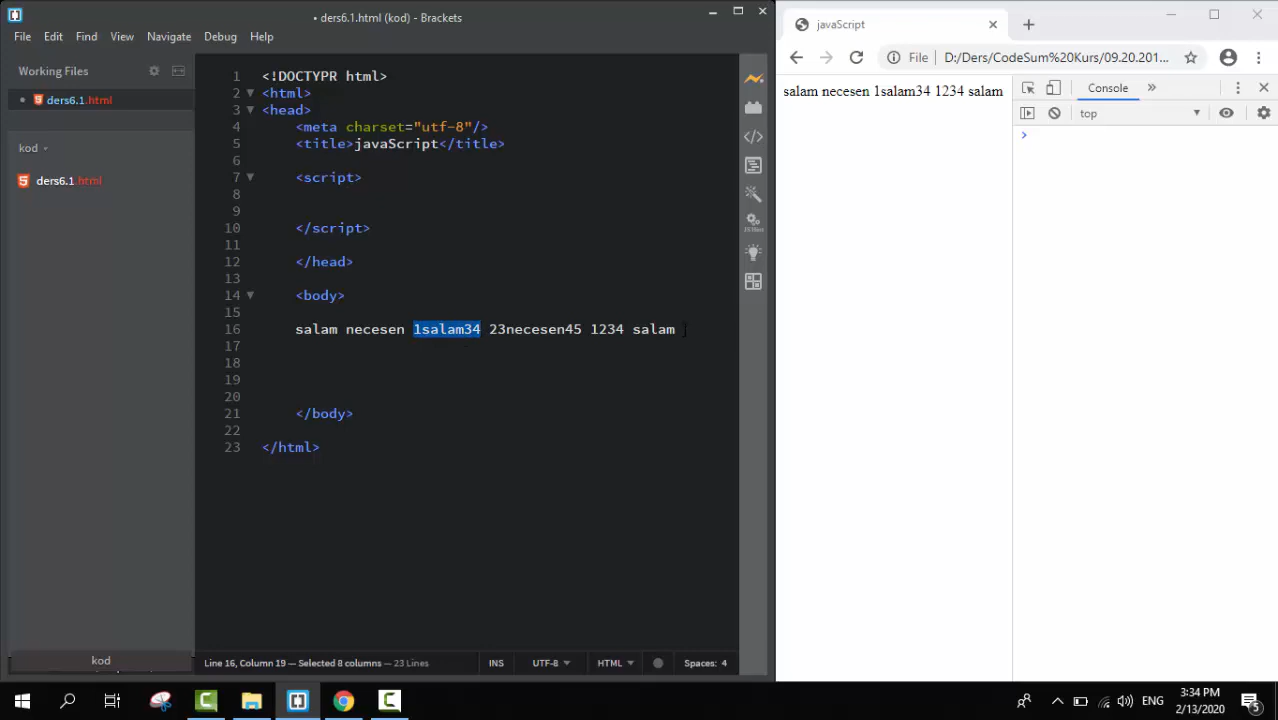 ders6.1.html (kod) - Brackets
File Edit Find View Navigate Debug Help
Working Files
ders6.1.html
kod
ders6.1.html
1 <!DOCTYPR html>
2 <html>
3 <head>
4 <meta charset="utf-8"/>
5 <title>javaScript</title>
6
7 <script>
8
9
10 </script>
11
12 </head>
13
14 <body>
15
16 salam necesen 1salam34 23necesen45 1234 salam
17
18
19
20
21 </body>
22
23 </html>
kod
Line 16, Column 19 — Selected 8 columns — 23 Lines INS UTF-8 HTML Spaces: 4
javaScript
File D:/Ders/CodeSum%20Kurs/09.20.201...
salam necesen 1salam34 1234 salam
Console
top
ENG
3:34 PM
2/13/2020
5